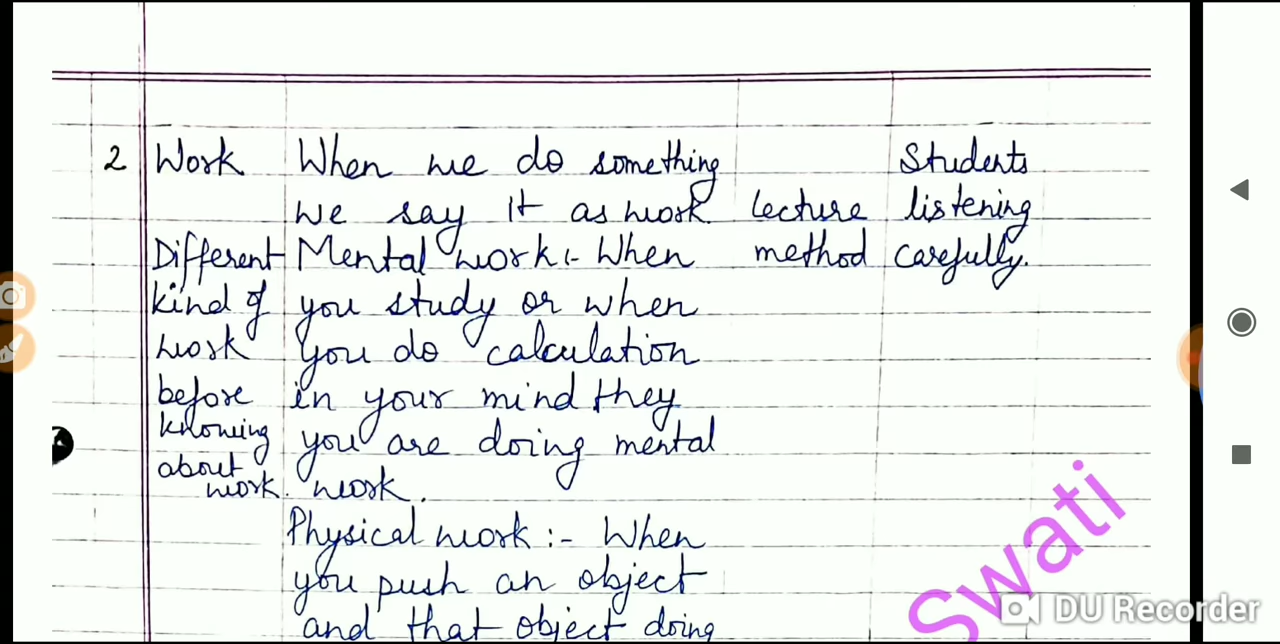 2 Work When we do something Students
we say it as work. Lecture listening
Different Mental work:- When method carefully.
kind of you study or when
work you do calculation
before in your mind they
knowing you are doing mental
about work. work.
Physical work :- When
you push an object
and that object doing
Swati
DU Recorder